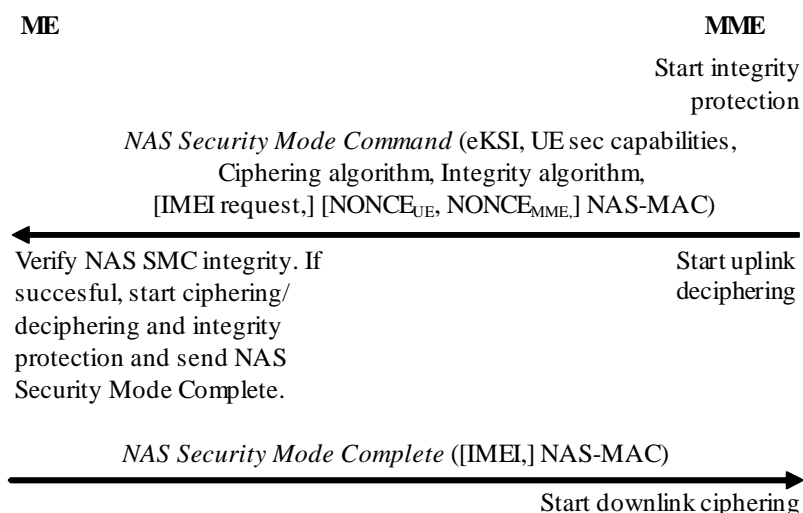 ME MME
Start integrity
protection
NAS Security Mode Command (eKSI, UE sec capabilities,
Ciphering algorithm, Integrity algorithm,
[IMEI request,] [NONCEUE, NONCEMME,] NAS-MAC)
Verify NAS SMC integrity. If
succesful, start ciphering/
deciphering and integrity
protection and send NAS
Security Mode Complete.
Start uplink
deciphering
NAS Security Mode Complete ([IMEI,] NAS-MAC)
Start downlink ciphering